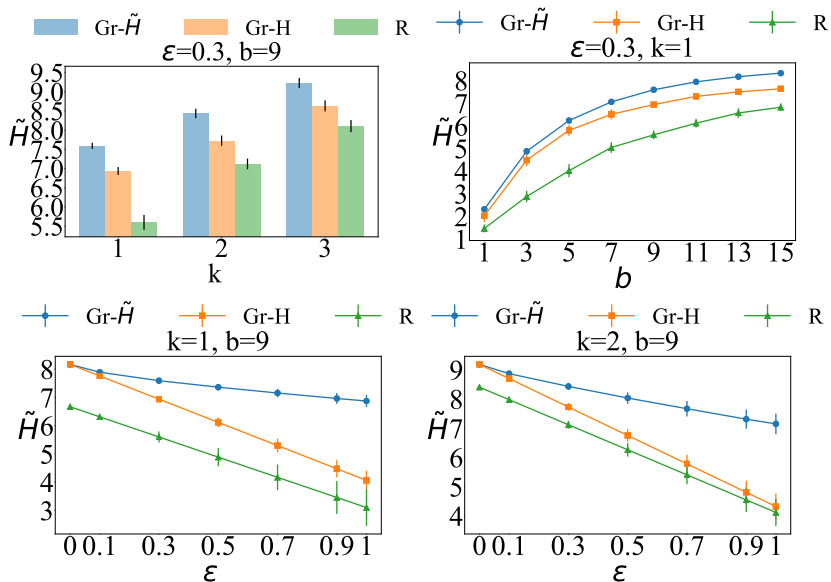 Gr-H̃ Gr-H R
ε=0.3, b=9
H̃
9.5
9.0
8.5
8.0
7.5
7.0
6.5
6.0
5.5
1 2 3
k
Gr-H̃ Gr-H R
ε=0.3, k=1
H̃
8
7
6
5
4
3
2
1
1 3 5 7 9 11 13 15
b
Gr-H̃ Gr-H R
k=1, b=9
H̃
8
7
6
5
4
3
0 0.1 0.3 0.5 0.7 0.9 1
ε
Gr-H̃ Gr-H R
k=2, b=9
H̃
9
8
7
6
5
4
0 0.1 0.3 0.5 0.7 0.9 1
ε